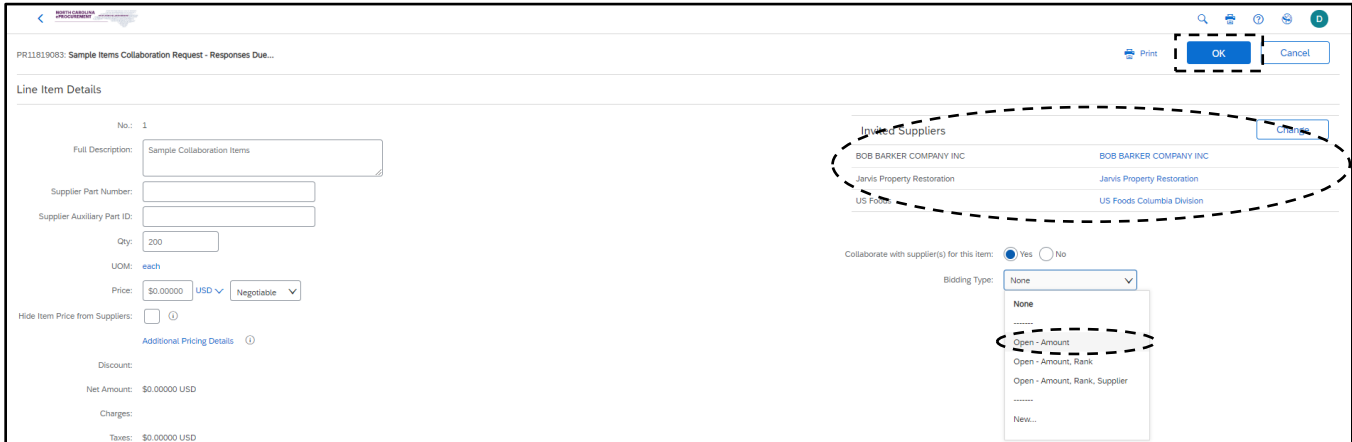 NORTH CAROLINA
ePROCUREMENT
D
PR11819083: Sample Items Collaboration Request - Responses Due...
Print
OK
Cancel
Line Item Details
No.: 1
Full Description: Sample Collaboration Items
Supplier Part Number:
Supplier Auxiliary Part ID:
Qty: 200
UOM: each
Price: $0.00000 USD Negotiable
Hide Item Price from Suppliers:
Additional Pricing Details
Discount:
Net Amount: $0.00000 USD
Charges:
Taxes: $0.00000 USD
Invited Suppliers Change
BOB BARKER COMPANY INC BOB BARKER COMPANY INC
Jarvis Property Restoration Jarvis Property Restoration
US Foods US Foods Columbia Division
Collaborate with supplier(s) for this item: Yes No
Bidding Type: None
None
-------
Open - Amount
Open - Amount, Rank
Open - Amount, Rank, Supplier
-------
New...